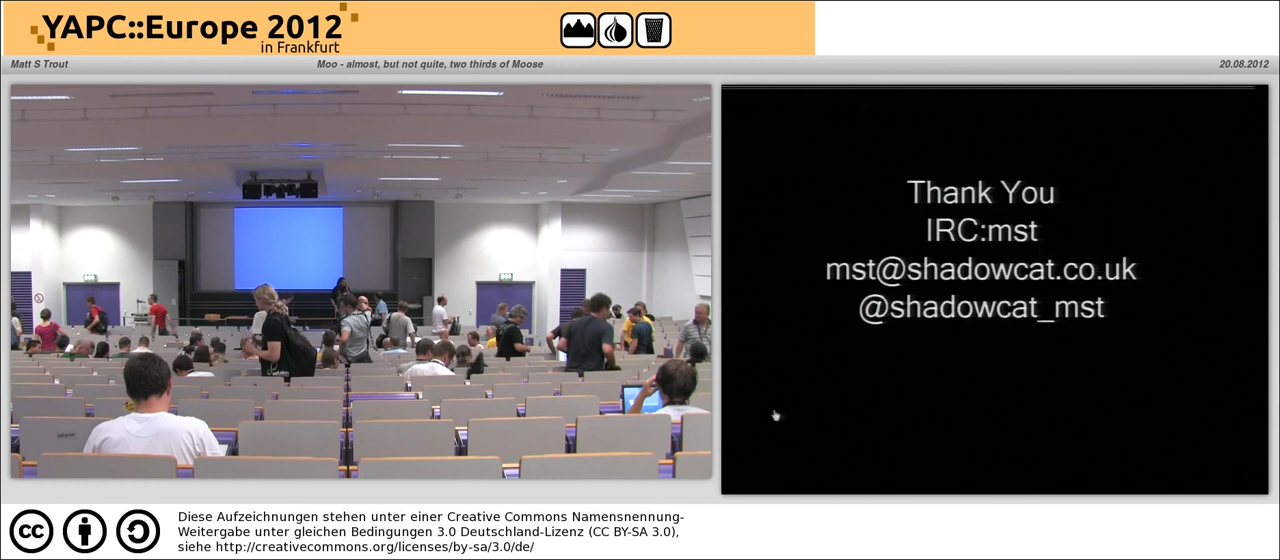 YAPC::Europe 2012
in Frankfurt
Matt S Trout
Moo - almost, but not quite, two thirds of Moose
20.08.2012
Thank You
IRC:mst
mst@shadowcat.co.uk
@shadowcat_mst
cc
Diese Aufzeichnungen stehen unter einer Creative Commons Namensnennung-
Weitergabe unter gleichen Bedingungen 3.0 Deutschland-Lizenz (CC BY-SA 3.0),
siehe http://creativecommons.org/licenses/by-sa/3.0/de/